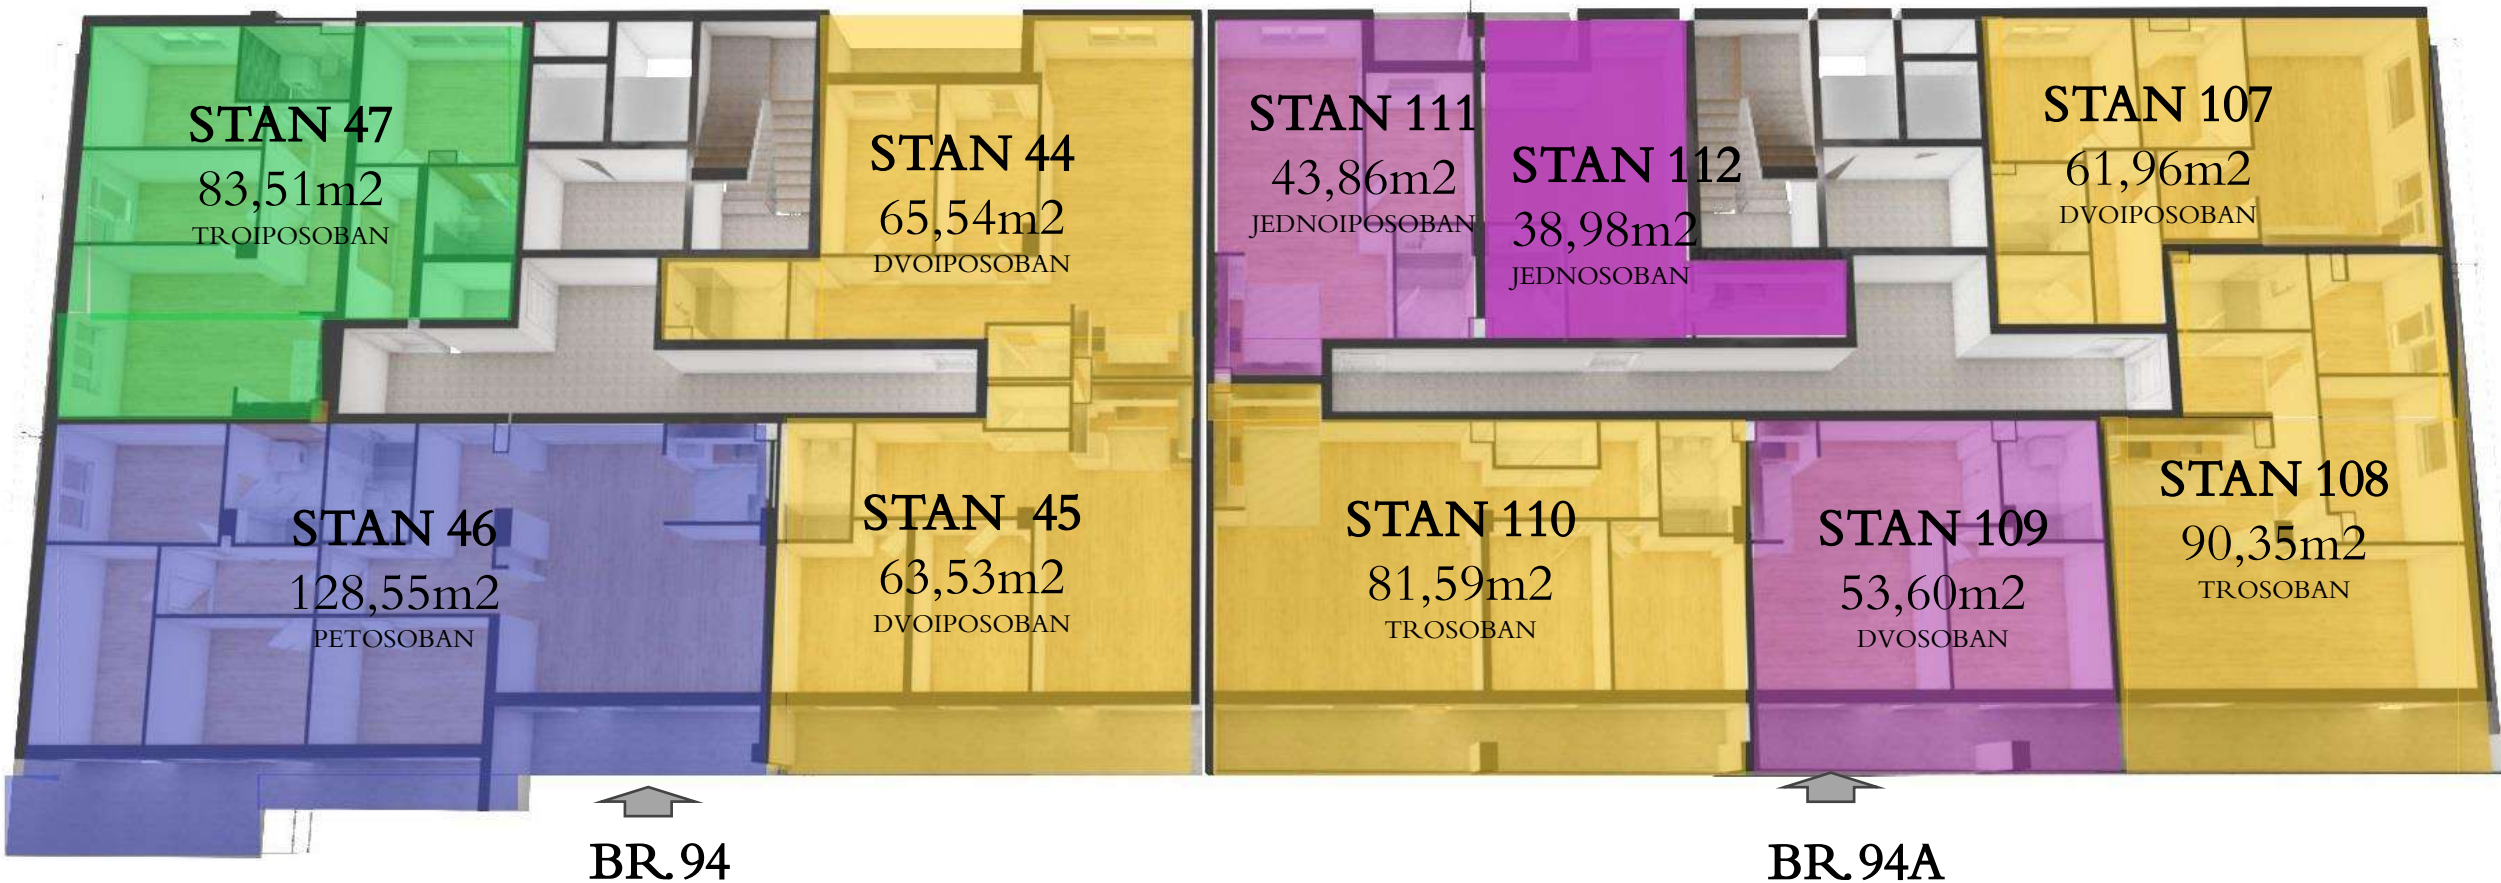 STAN 47
83,51m2
TROIPOSOBAN
STAN 44
65,54m2
DVOIPOSOBAN
STAN 111
43,86m2
JEDNOIPOSOBAN
STAN 112
38,98m2
JEDNOSOBAN
STAN 107
61,96m2
DVOIPOSOBAN
STAN 46
128,55m2
PETOSOBAN
STAN 45
63,53m2
DVOIPOSOBAN
STAN 110
81,59m2
TROSOBAN
STAN 109
53,60m2
DVOSOBAN
STAN 108
90,35m2
TROSOBAN
BR. 94
BR. 94A